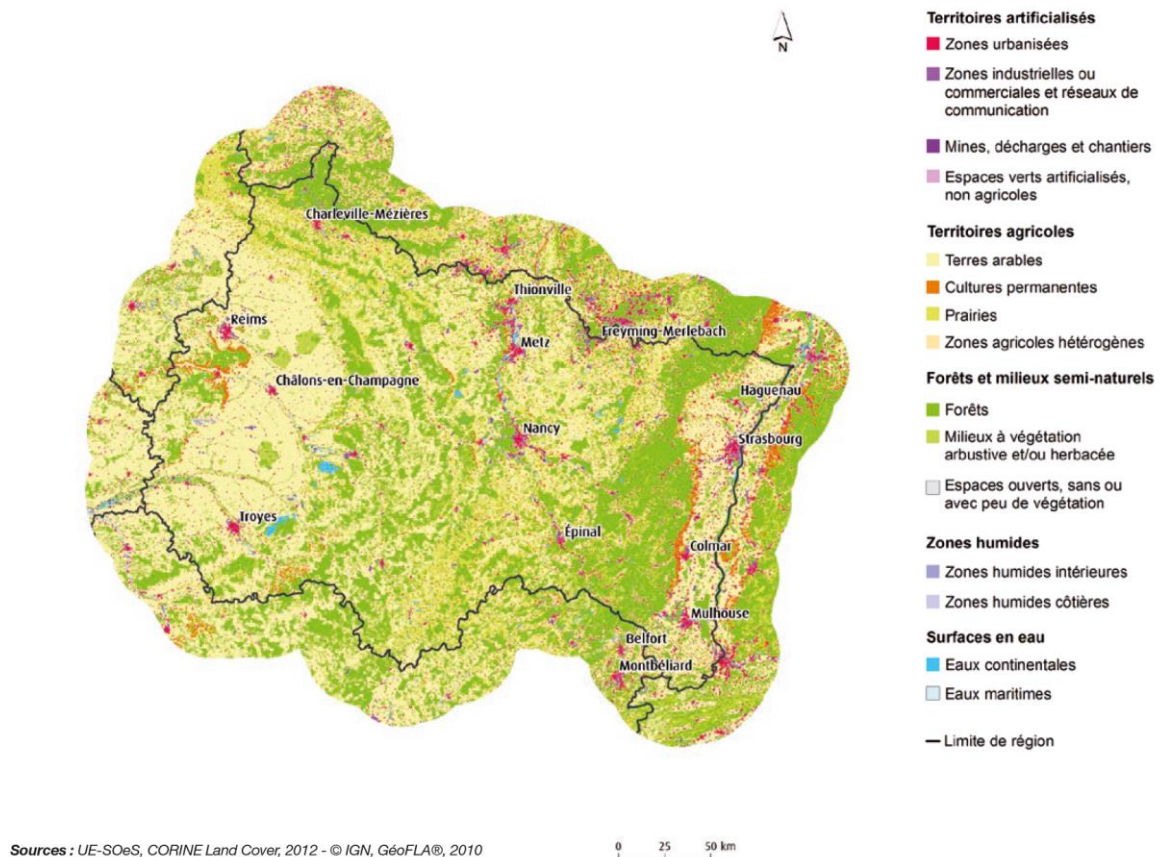 N
Charleville-Mézières
Thionville
Reims
Freyming-Merlebach
Metz
Châlons-en-Champagne
Haguenau
Nancy
Strasbourg
Troyes
Épinal
Colmar
Mulhouse
Belfort
Montbéliard
Territoires artificialisés
Zones urbanisées
Zones industrielles ou
commerciales et réseaux de
communication
Mines, décharges et chantiers
Espaces verts artificialisés,
non agricoles
Territoires agricoles
Terres arables
Cultures permanentes
Prairies
Zones agricoles hétérogènes
Forêts et milieux semi-naturels
Forêts
Milieux à végétation
arbustive et/ou herbacée
Espaces ouverts, sans ou
avec peu de végétation
Zones humides
Zones humides intérieures
Zones humides côtières
Surfaces en eau
Eaux continentales
Eaux maritimes
Limite de région
Sources : UE-SOeS, CORINE Land Cover, 2012 - © IGN, GéoFLA®, 2010
0 25 50 km